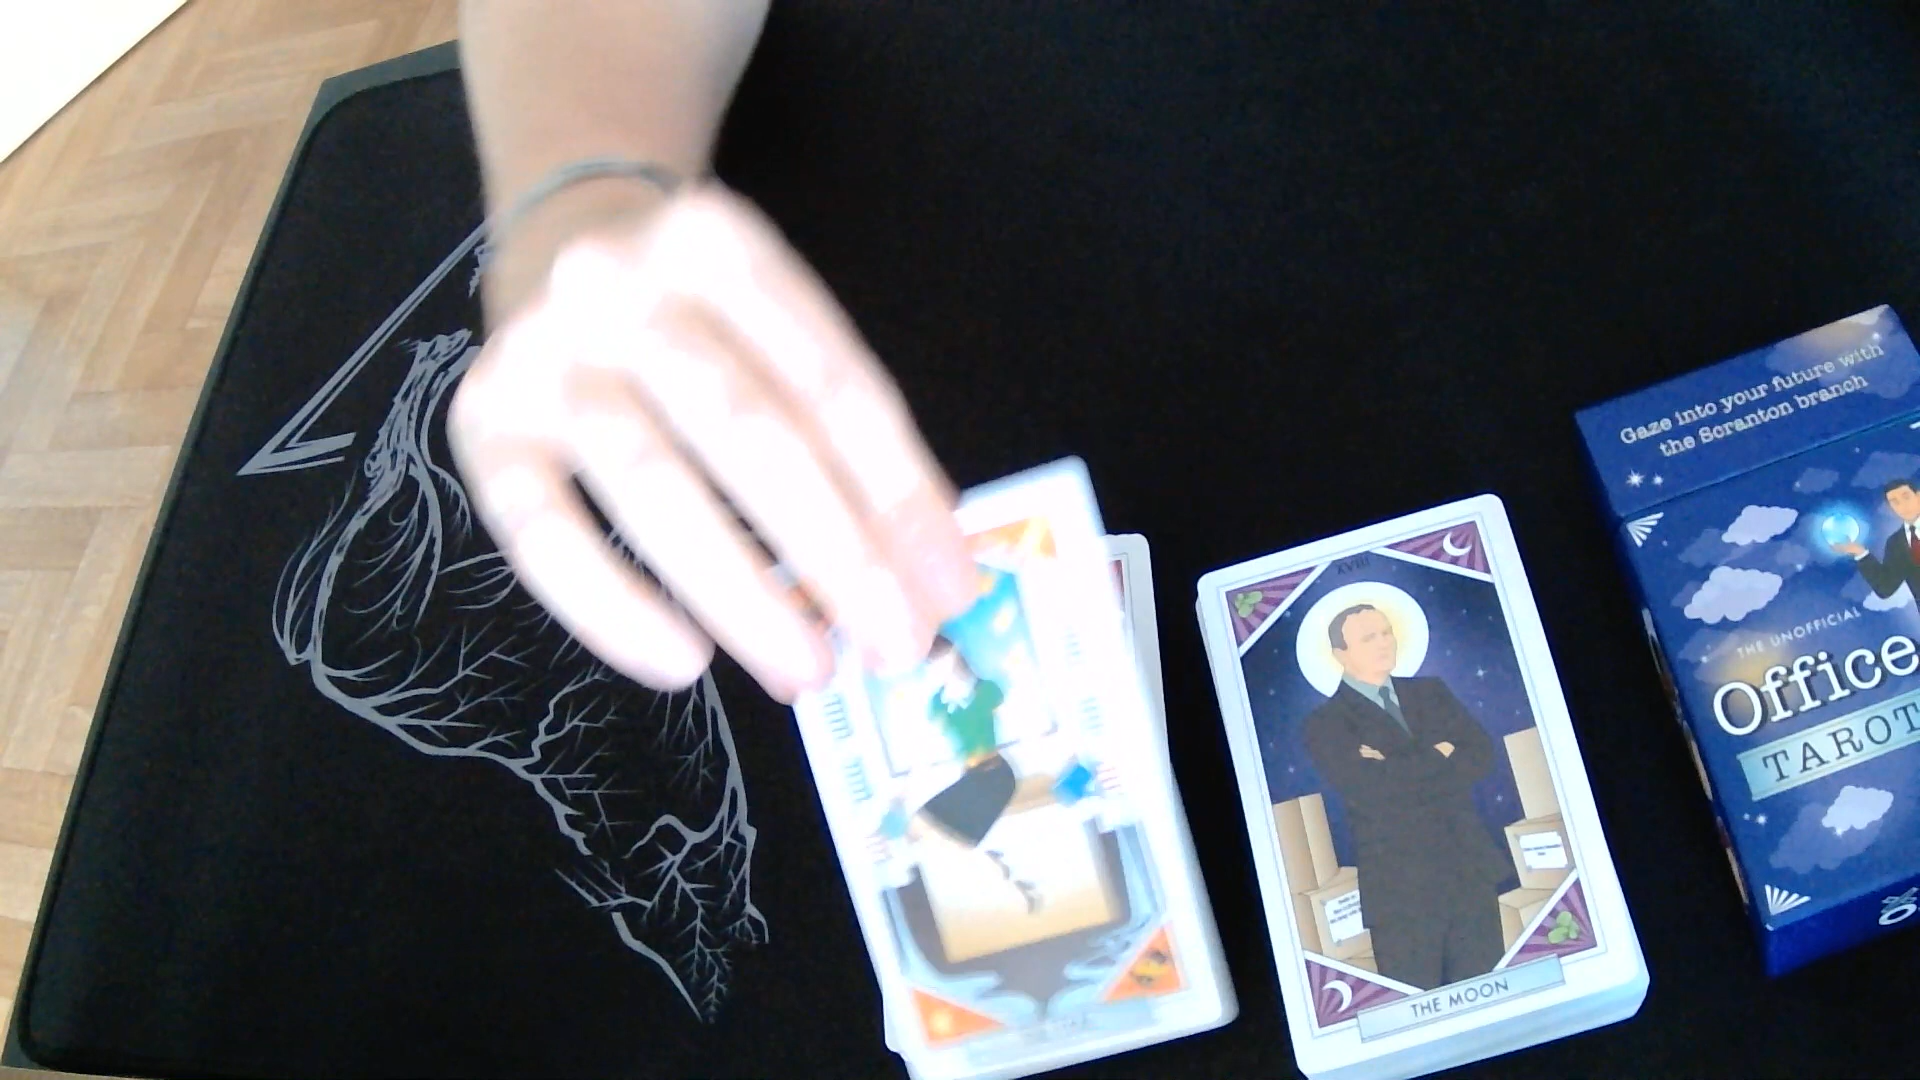 Gaze into your future with
the Scranton branch
THE UNOFFICIAL
Office
TAROT
XVIII
THE MOON